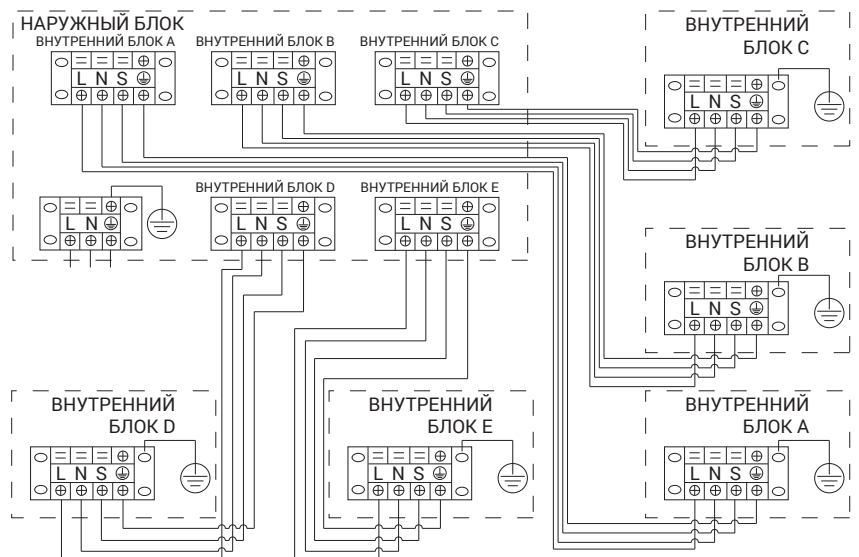 НАРУЖНЫЙ БЛОК
ВНУТРЕННИЙ БЛОК A
ВНУТРЕННИЙ БЛОК B
ВНУТРЕННИЙ БЛОК C
L N S
L N S
L N S
ВНУТРЕННИЙ
БЛОК C
L N S
ВНУТРЕННИЙ БЛОК D
ВНУТРЕННИЙ БЛОК E
L N
L N S
L N S
ВНУТРЕННИЙ
БЛОК B
L N S
ВНУТРЕННИЙ
БЛОК D
L N S
ВНУТРЕННИЙ
БЛОК E
L N S
ВНУТРЕННИЙ
БЛОК A
L N S